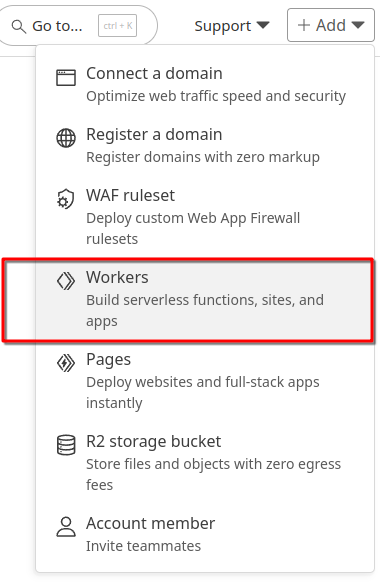 Go to... ctrl + K Support + Add
Connect a domain
Optimize web traffic speed and security
Register a domain
Register domains with zero markup
WAF ruleset
Deploy custom Web App Firewall
rulesets
Workers
Build serverless functions, sites, and
apps
Pages
Deploy websites and full-stack apps
instantly
R2 storage bucket
Store files and objects with zero egress
fees
Account member
Invite teammates